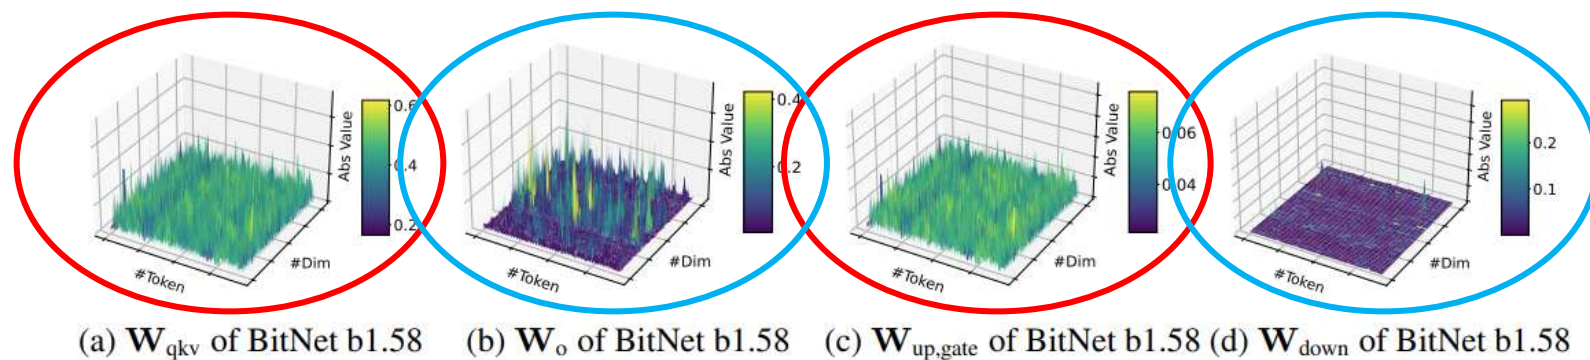 0.6
0.4
0.2
Abs Value
#Token
#Dim
(a) W_qkv of BitNet b1.58
0.4
0.2
Abs Value
#Token
#Dim
(b) W_o of BitNet b1.58
0.06
0.04
Abs Value
#Token
#Dim
(c) W_up,gate of BitNet b1.58
0.2
0.1
Abs Value
#Token
#Dim
(d) W_down of BitNet b1.58